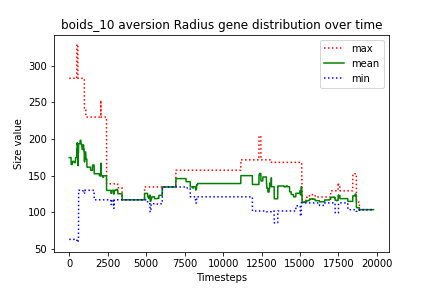 boids_10 aversion Radius gene distribution over time
max
mean
min
Size value
300
250
200
150
100
50
0
2500
5000
7500
10000
12500
15000
17500
20000
Timesteps